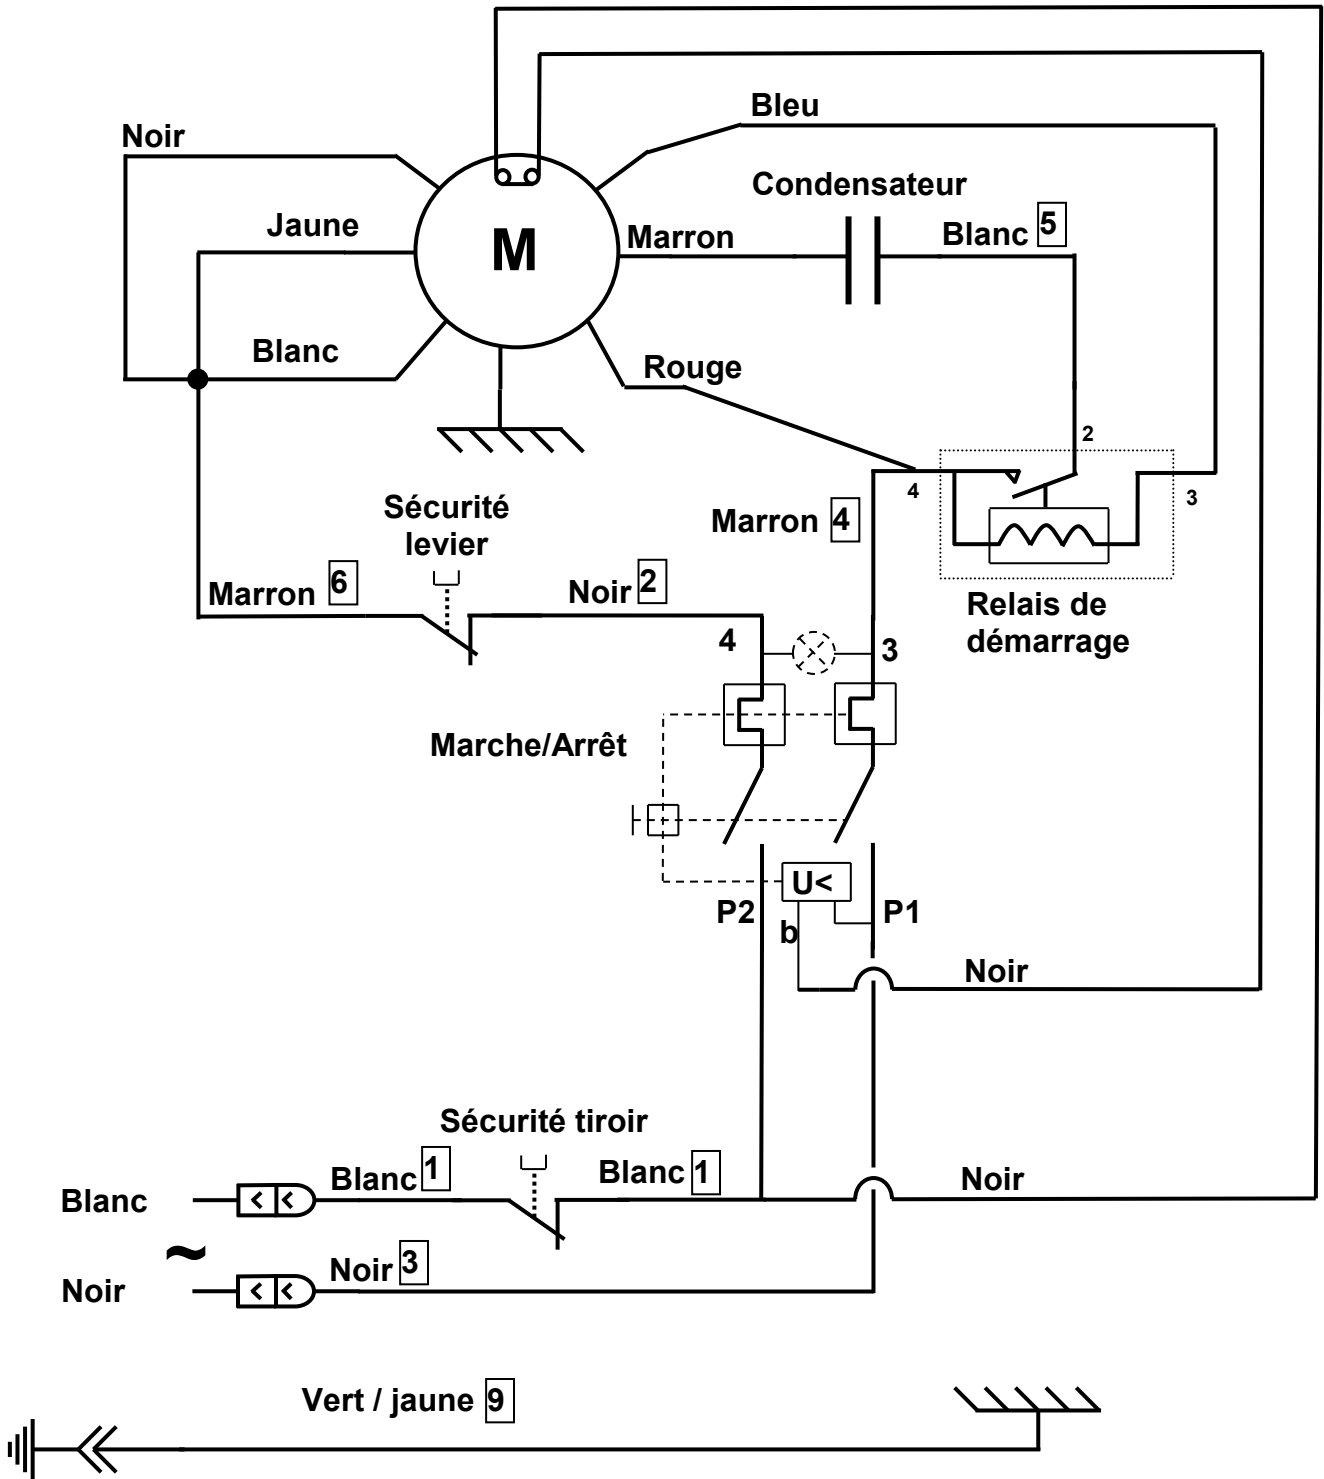 Bleu
Noir
Condensateur
Jaune
Marron
Blanc 5
M
Blanc
Rouge
2
4
3
Sécurité
levier
Marron 4
Marron 6
Noir 2
Relais de
démarrage
4
3
Marche/Arrêt
U<
P2
P1
b
Noir
Sécurité tiroir
Blanc 1
Blanc 1
Noir
Blanc
~
Noir 3
Noir
Vert / jaune 9